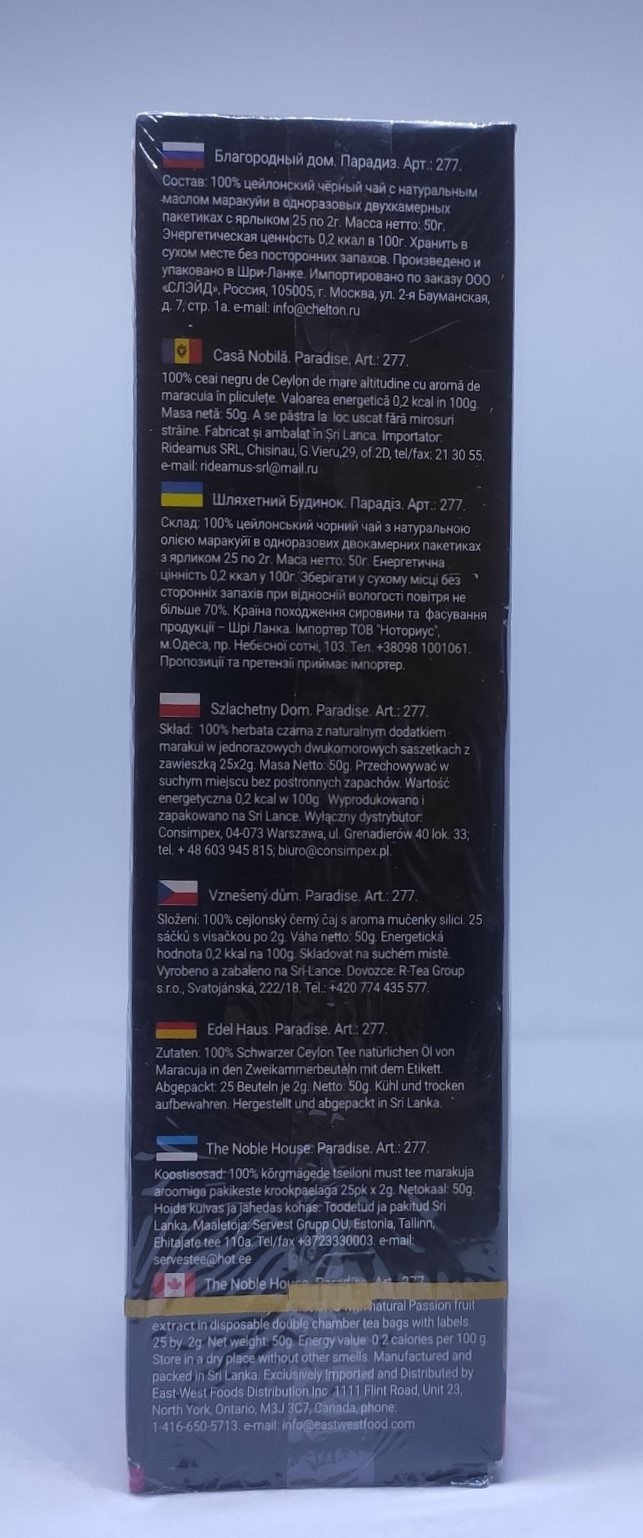 Благородный дом. Парадиз. Арт.: 277.
Состав: 100% цейлонский чёрный чай с натуральным
маслом маракуйи в одноразовых двухкамерных
пакетиках с ярлыком 25 по 2г. Масса нетто: 50г.
Энергетическая ценность 0,2 ккал в 100г. Хранить в
сухом месте без посторонних запахов. Произведено и
упаковано в Шри-Ланке. Импортировано по заказу ООО
«СЛЭЙД», Россия, 105005, г. Москва, ул. 2-я Бауманская,
д. 7, стр. 1а. e-mail: info@chelton.ru
Casă Nobilă. Paradise. Art.: 277.
100% ceai negru de Ceylon de mare altitudine cu aromă de
maracuia în pliculețe. Valoarea energetică 0,2 kcal in 100g.
Masa netă: 50g. A se păstra la loc uscat fără mirosuri
străine. Fabricat și ambalat în Sri Lanca. Importator:
Rideamus SRL, Chisinau, G.Vieru,29, of.2D, tel/fax: 21 30 55.
e-mail: rideamus-srl@mail.ru
Шляхетний Будинок. Парадіз. Арт.: 277.
Склад: 100% цейлонський чорний чай з натуральною
олією маракуйї в одноразових двокамерних пакетиках
з ярликом 25 по 2г. Маса нетто: 50г. Енергетична
цінність 0,2 ккал у 100г. Зберігати у сухому місці без
сторонніх запахів при відносній вологості повітря не
більше 70%. Країна походження сировини та фасування
продукції – Шрі Ланка. Імпортер ТОВ "Ноториус",
м.Одеса, пр. Небесної сотні, 103. Тел. +38098 1001061.
Пропозиції та претензії приймає імпортер.
Szlachetny Dom. Paradise. Art.: 277.
Skład: 100% herbata czarna z naturalnym dodatkiem
marakui w jednorazowych dwukomorowych saszetkach z
zawieszką 25x2g. Masa Netto: 50g. Przechowywać w
suchym miejscu bez postronnych zapachów. Wartość
energetyczna 0,2 kcal w 100g. Wyprodukowano i
zapakowano na Sri Lance. Wyłączny dystrybutor:
Consimpex, 04-073 Warszawa, ul. Grenadierów 40 lok. 33;
tel. + 48 603 945 815; biuro@consimpex.pl.
Vznešený dům. Paradise. Art.: 277.
Složení: 100% cejlonský černý čaj s aroma mučenky silici. 25
sáčků s visačkou po 2g. Váha netto: 50g. Energetická
hodnota 0,2 kkal na 100g. Skladovat na suchém místě.
Vyrobeno a zabaleno na Sri-Lance. Dovozce: R-Tea Group
s.r.o., Svatojánská, 222/18. Tel.: +420 774 435 577.
Edel Haus. Paradise. Art.: 277.
Zutaten: 100% Schwarzer Ceylon Tee natürlichen Öl von
Maracuja in den Zweikammerbeuteln mit dem Etikett.
Abgepackt: 25 Beuteln je 2g. Netto: 50g. Kühl und trocken
aufbewahren. Hergestellt und abgepackt in Sri Lanka.
The Noble House. Paradise. Art.: 277.
Koostisosad: 100% kõrgmägede tseiloni must tee marakuja
aroomiga pakikeste krookpaelaga 25pk x 2g. Netokaal: 50g.
Hoida kuivas ja jahedas kohas. Toodetud ja pakitud Sri
Lanka, Maaletoja: Servest Grupp OU, Estonia, Tallinn,
Ehitajate tee 110a. Tel/fax +3723330003. e-mail:
servestee@hot.ee
The Noble House. Paradise. Art.: 277.
natural Passion fruit
extract in disposable double chamber tea bags with labels.
25 by 2g. Net weight: 50g. Energy value: 0.2 calories per 100 g.
Store in a dry place without other smells. Manufactured and
packed in Sri Lanka. Exclusively Imported and Distributed by
East-West Foods Distribution Inc. 1111 Flint Road, Unit 23,
North York, Ontario, M3J 3C7, Canada, phone:
1-416-650-5713. e-mail: info@eastwestfood.com